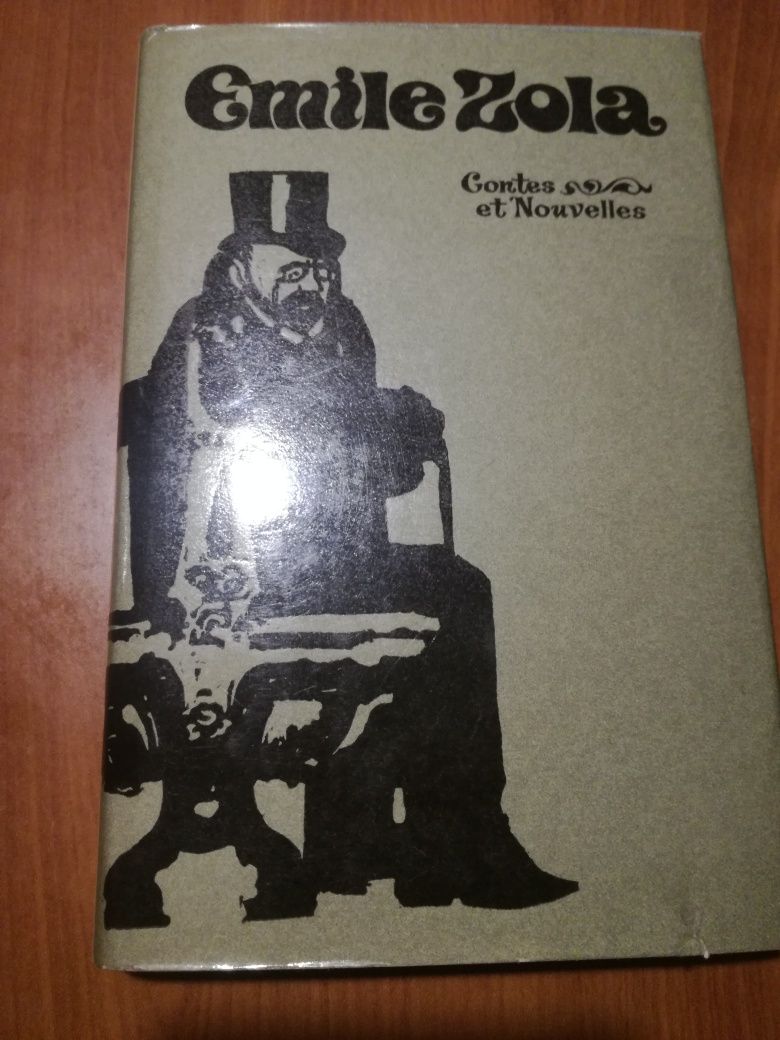 Emile Zola
Contes
et Nouvelles